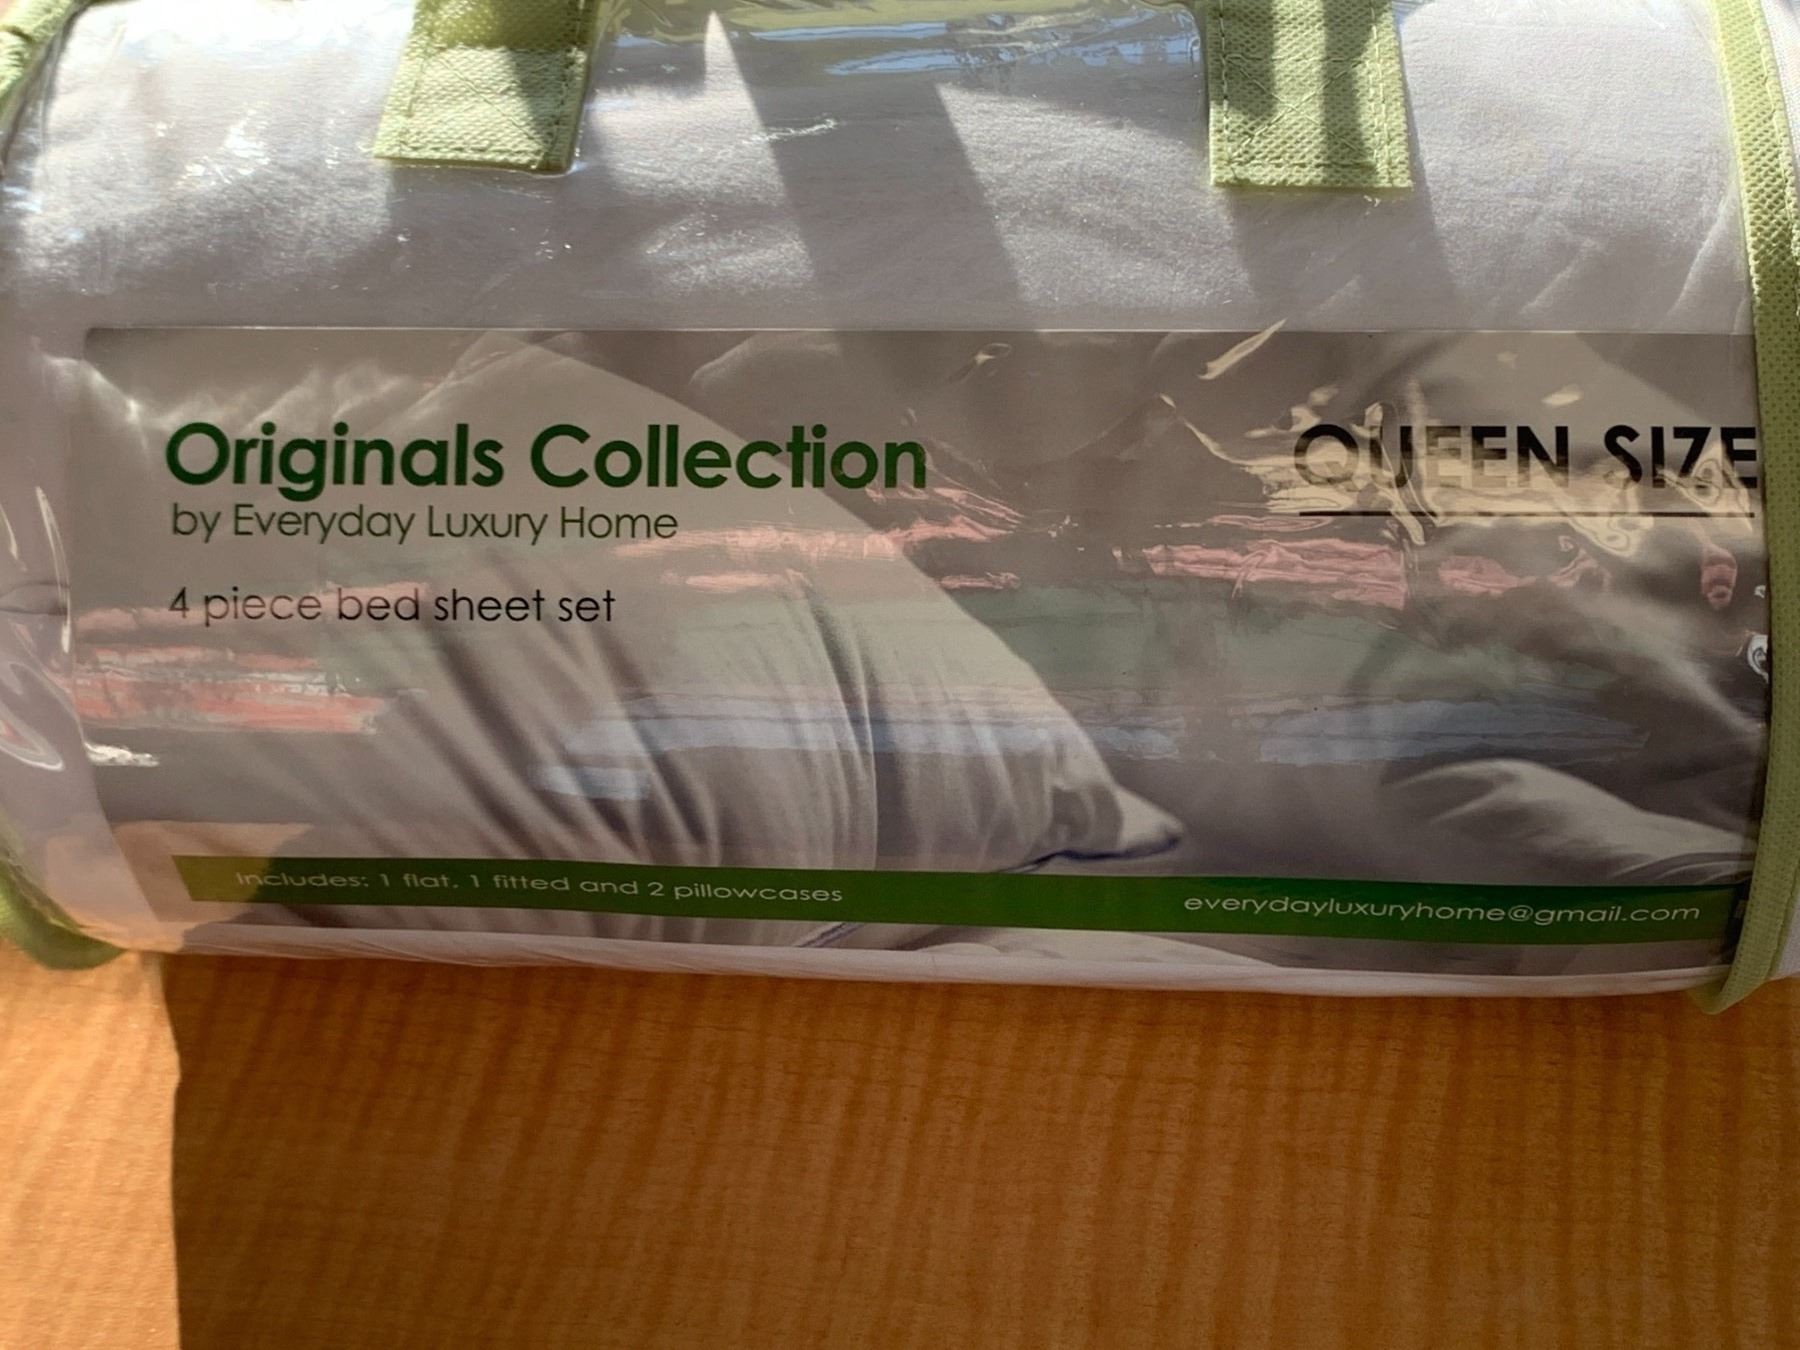 Originals Collection
QUEEN SIZE
by Everyday Luxury Home
4 piece bed sheet set
Includes: 1 flat, 1 fitted and 2 pillowcases
everydayluxuryhome@gmail.com